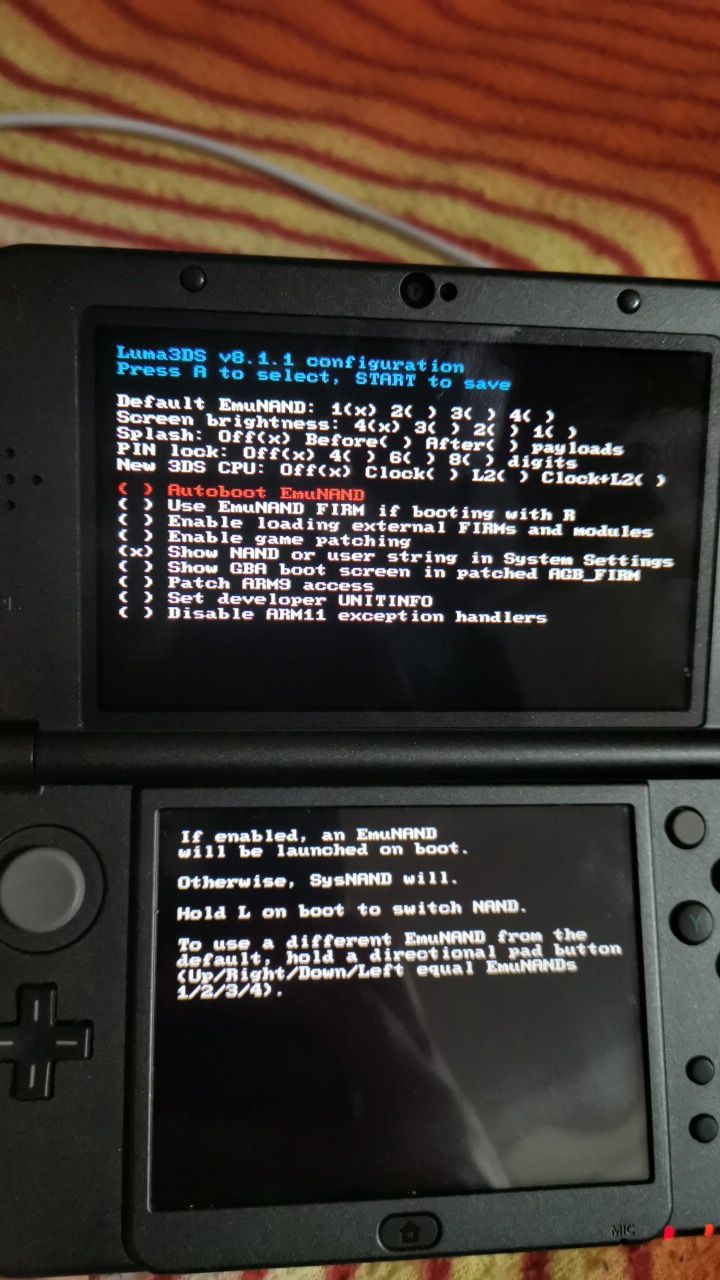 Luma3DS v8.1.1 configuration
Press A to select, START to save
Default EmuNAND: 1(x) 2( ) 3( ) 4( )
Screen brightness: 4(x) 3( ) 2( ) 1( )
Splash: Off(x) Before( ) After( ) payloads
PIN lock: Off(x) 4( ) 6( ) 8( ) digits
New 3DS CPU: Off(x) Clock( ) L2( ) Clock+L2( )
( ) Autoboot EmuNAND
( ) Use EmuNAND FIRM if booting with R
( ) Enable loading external FIRMs and modules
( ) Enable game patching
(x) Show NAND or user string in System Settings
( ) Show GBA boot screen in patched AGB_FIRM
( ) Patch ARM9 access
( ) Set developer UNITINFO
( ) Disable ARM11 exception handlers
If enabled, an EmuNAND
will be launched on boot.
Otherwise, SysNAND will.
Hold L on boot to switch NAND.
To use a different EmuNAND from the
default, hold a directional pad button
(Up/Right/Down/Left equal EmuNANDs
1/2/3/4).
Y
MIC